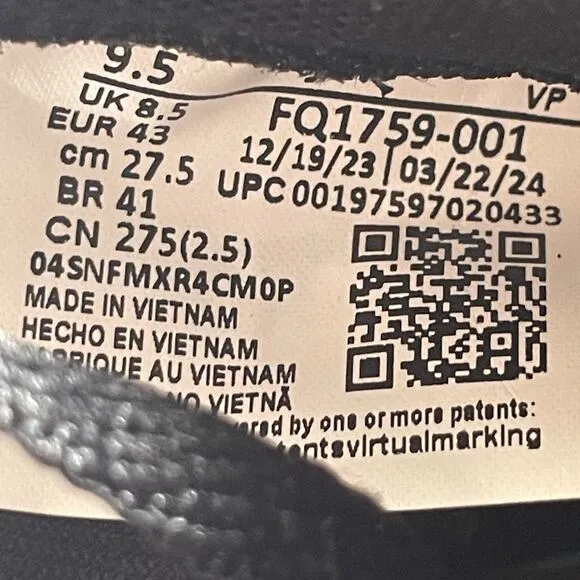 9.5
VP
UK 8.5
EUR 43
cm 27.5
BR 41
CN 275(2.5)
FQ1759-001
12/19/23 | 03/22/24
UPC 00197597020433
04SNFMXR4CM0P
MADE IN VIETNAM
HECHO EN VIETNAM
AU VIETNAM
NO VIETNÃ
by one or more patents: